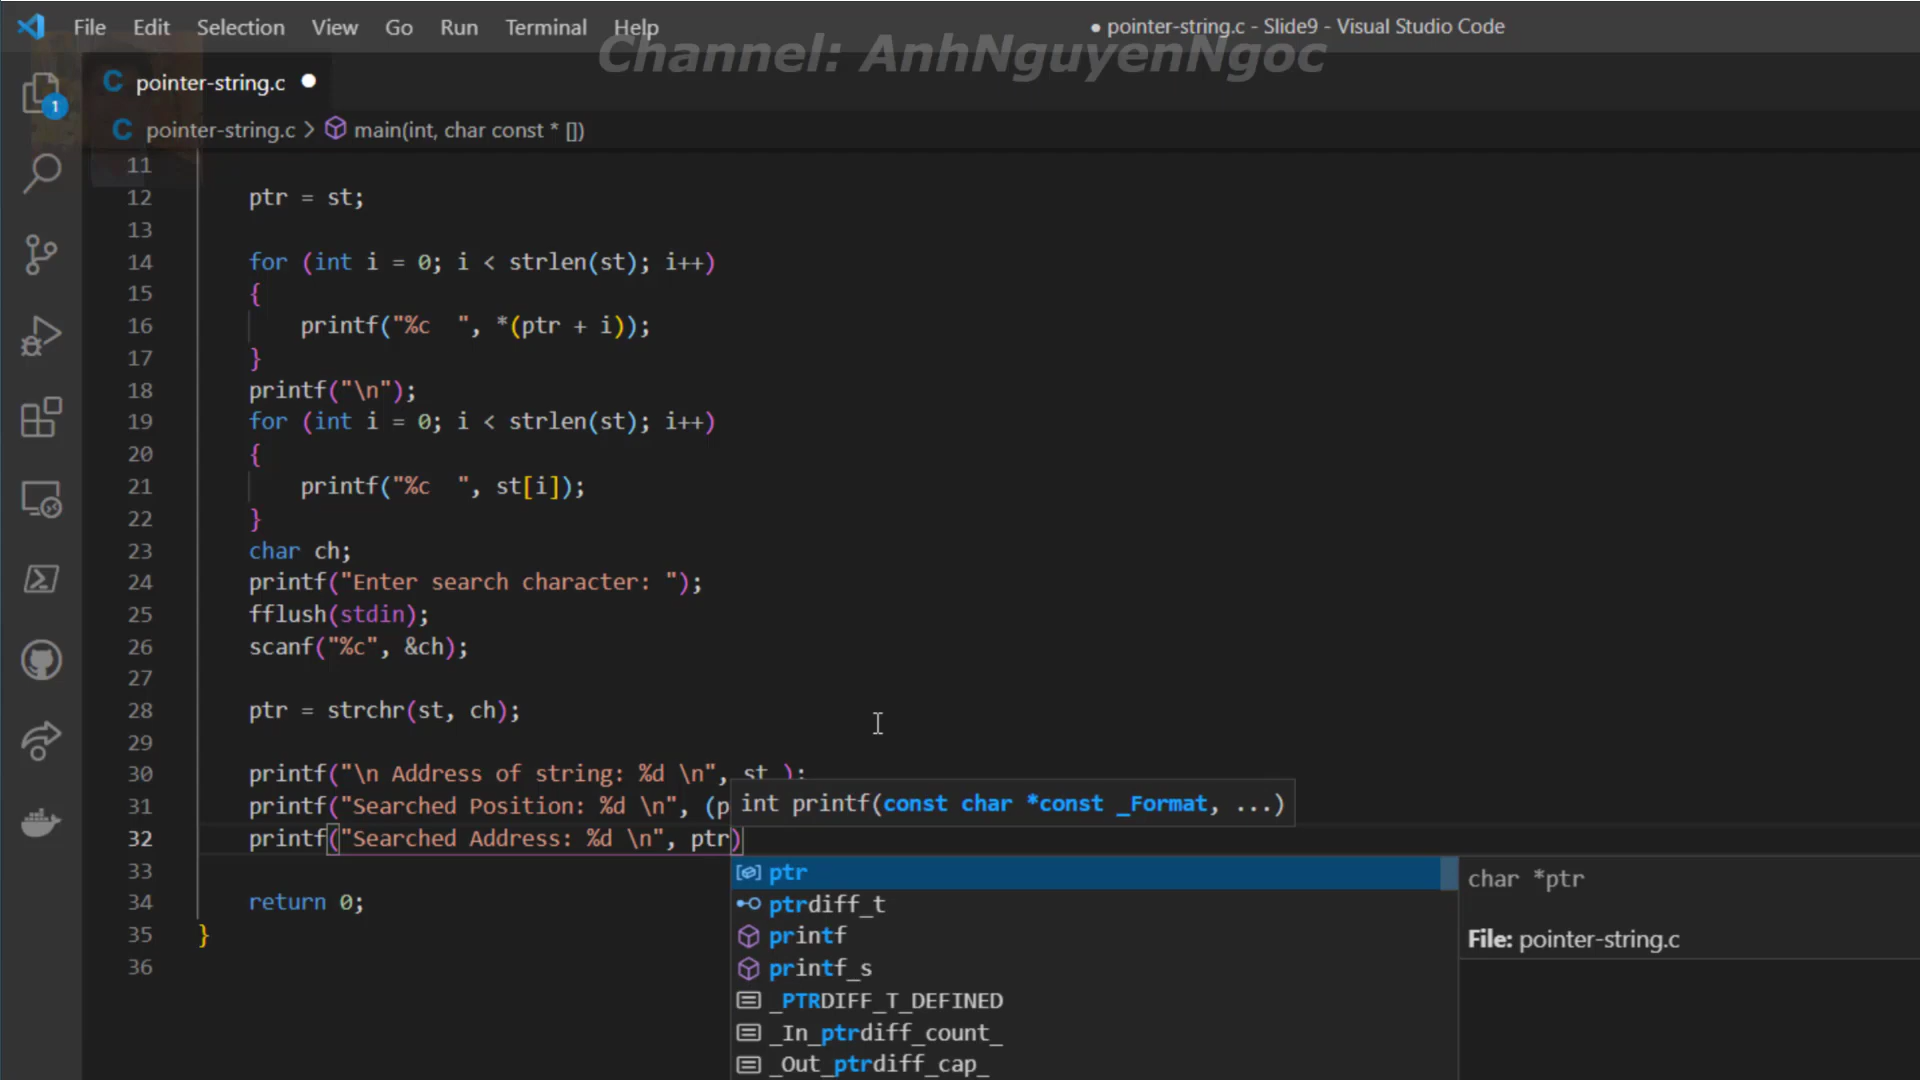 File Edit Selection View Go Run Terminal Help
● pointer-string.c - Slide9 - Visual Studio Code
Channel: AnhNguyenNgoc
C pointer-string.c ●
1
C pointer-string.c > main(int, char const * [])
11
12 ptr = st;
13
14 for (int i = 0; i < strlen(st); i++)
15 {
16 printf("%c  ", *(ptr + i));
17 }
18 printf("\n");
19 for (int i = 0; i < strlen(st); i++)
20 {
21 printf("%c  ", st[i]);
22 }
23 char ch;
24 printf("Enter search character: ");
25 fflush(stdin);
26 scanf("%c", &ch);
27
28 ptr = strchr(st, ch);
29
30 printf("\n Address of string: %d \n", st );
31 printf("Searched Position: %d \n", (p
int printf(const char *const _Format, ...)
32 printf("Searched Address: %d \n", ptr)
33
34 return 0;
35 }
36
ptr
ptrdiff_t
printf
printf_s
_PTRDIFF_T_DEFINED
_In_ptrdiff_count_
_Out_ptrdiff_cap_
char *ptr
File: pointer-string.c